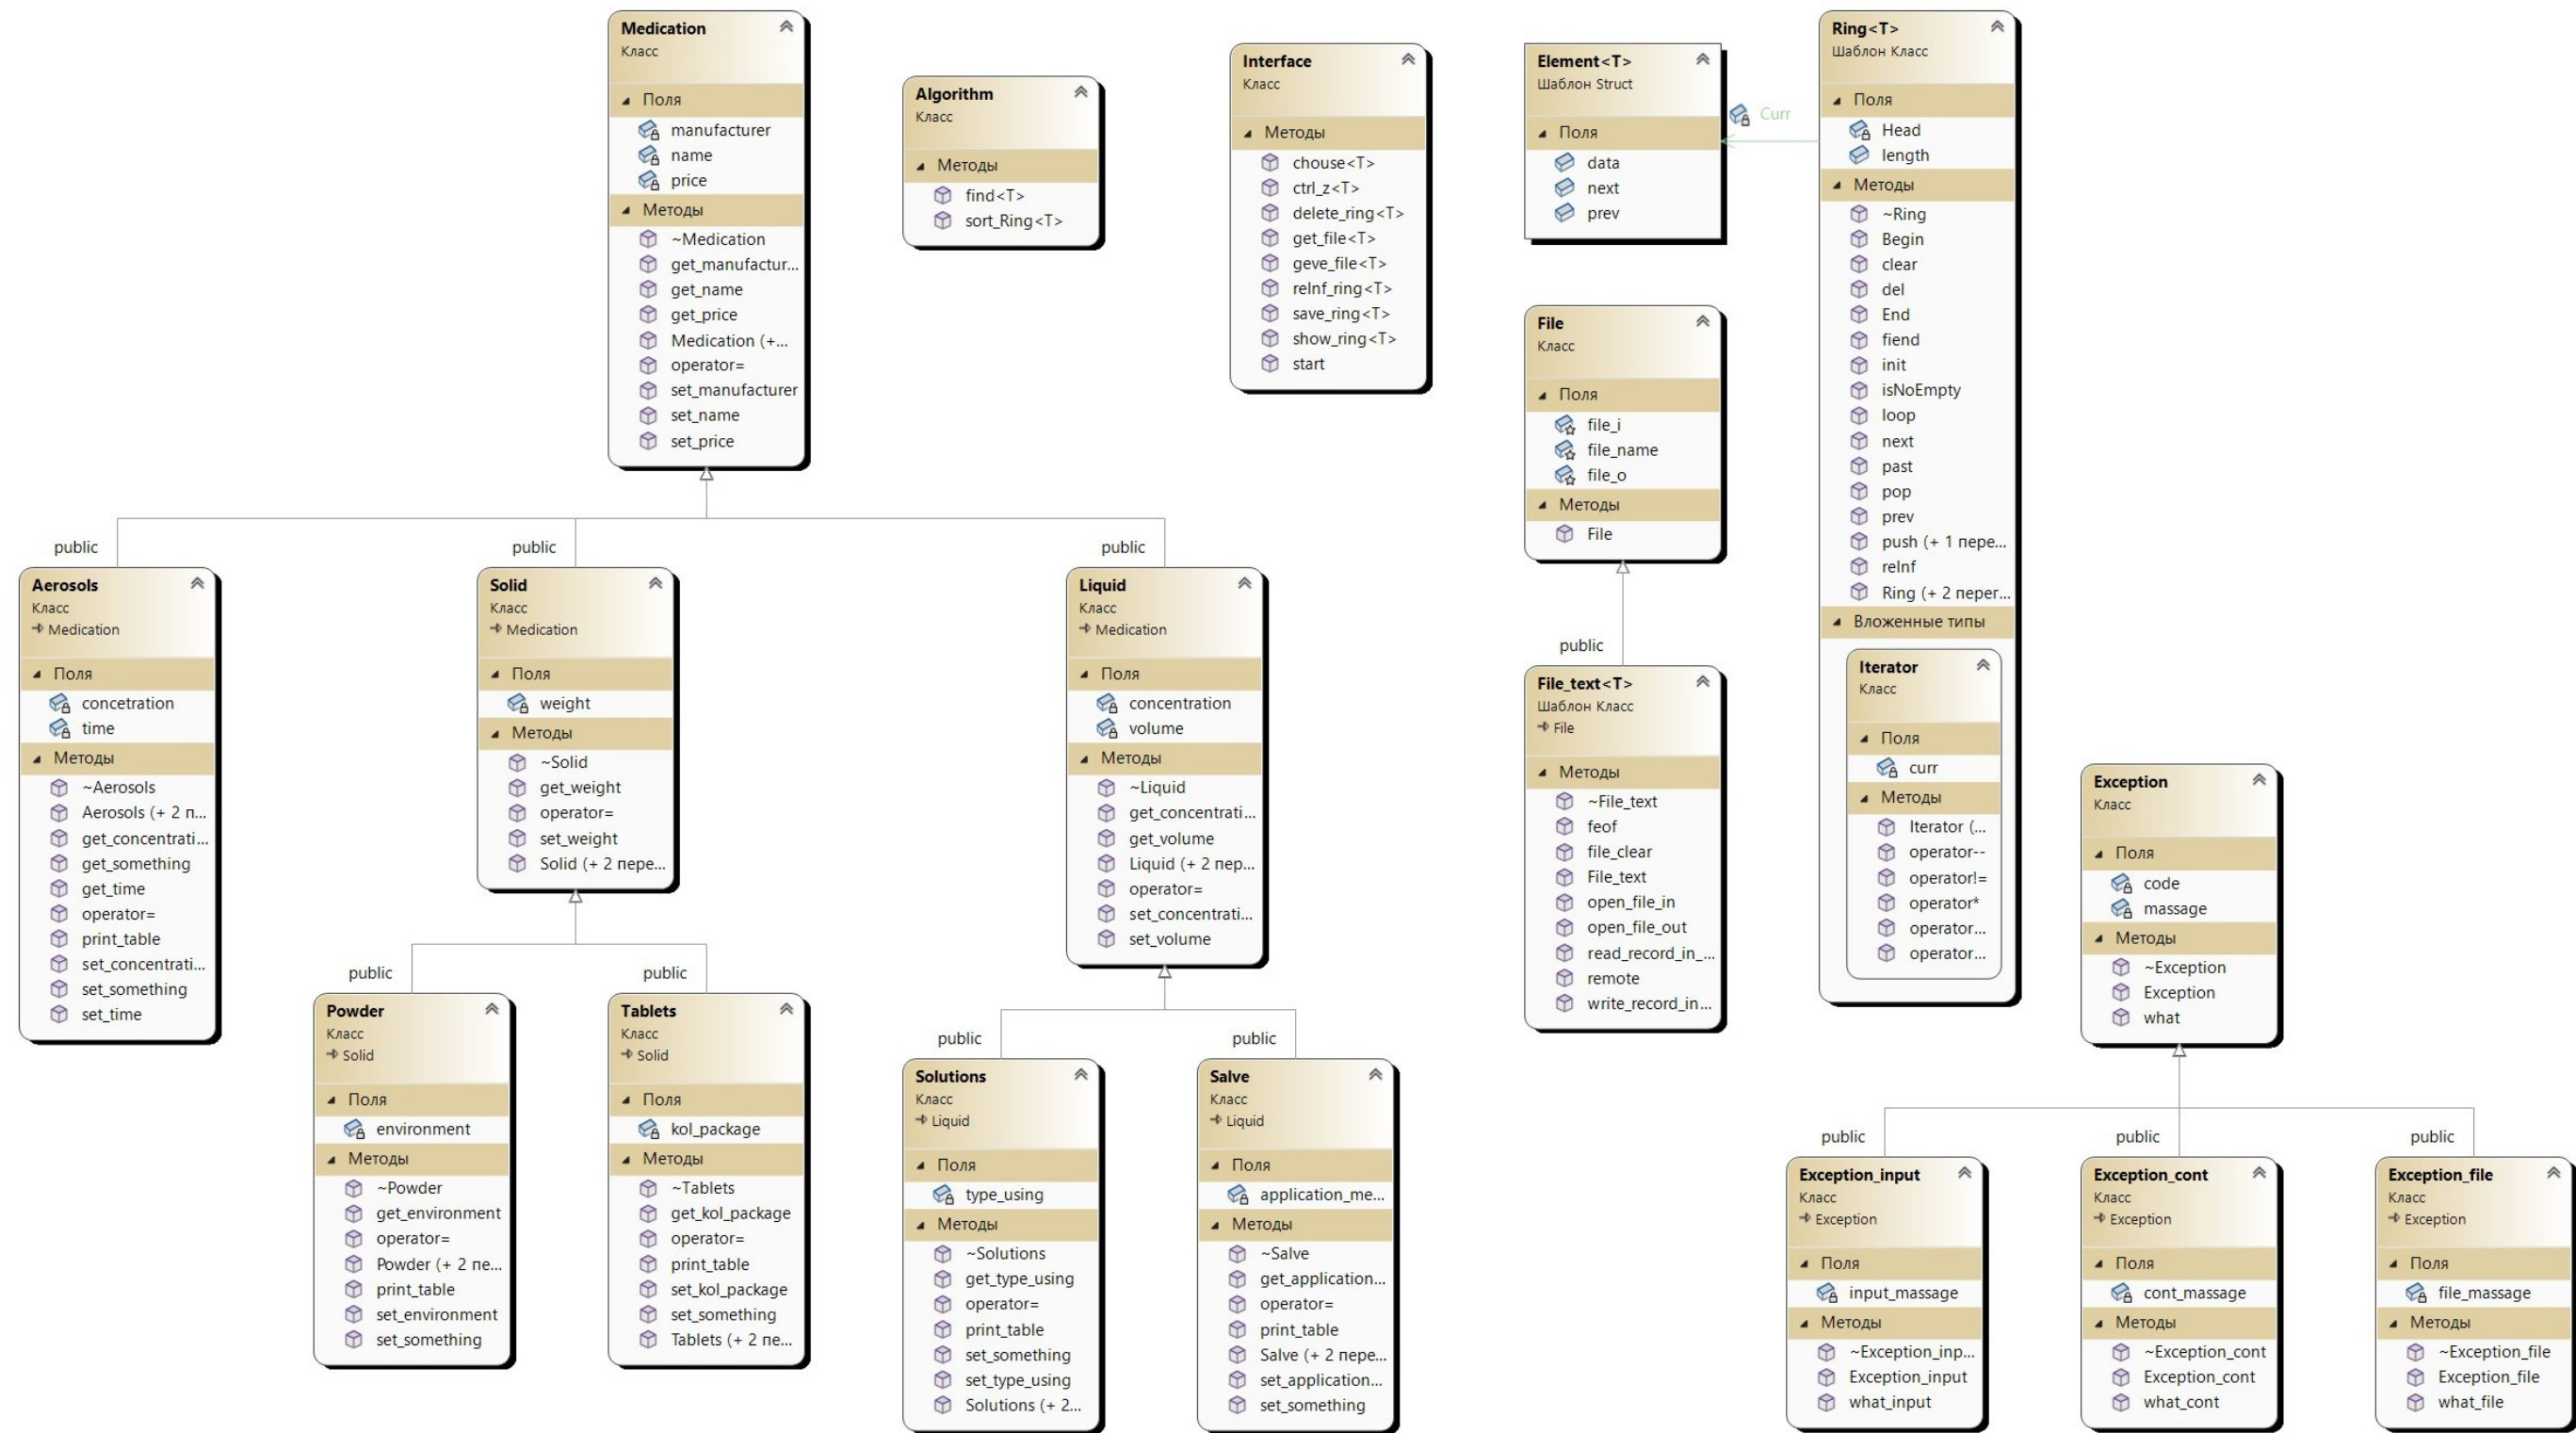 Medication
Класс
Поля
manufacturer
name
price
Методы
~Medication
get_manufactur...
get_name
get_price
Medication (+...
operator=
set_manufacturer
set_name
set_price
Algorithm
Класс
Методы
find<T>
sort_Ring<T>
Interface
Класс
Методы
chouse<T>
ctrl_z<T>
delete_ring<T>
get_file<T>
geve_file<T>
reInf_ring<T>
save_ring<T>
show_ring<T>
start
Element<T>
Шаблон Struct
Поля
data
next
prev
Curr
Ring<T>
Шаблон Класс
Поля
Head
length
Методы
~Ring
Begin
clear
del
End
fiend
init
isNoEmpty
loop
next
past
pop
prev
push (+ 1 пере...
reInf
Ring (+ 2 перег...
Вложенные типы
Iterator
Класс
Поля
curr
Методы
Iterator (...
operator--
operator!=
operator*
operator...
operator...
File
Класс
Поля
file_i
file_name
file_o
Методы
File
public
File_text<T>
Шаблон Класс
File
Методы
~File_text
feof
file_clear
File_text
open_file_in
open_file_out
read_record_in_...
remote
write_record_in...
public
Aerosols
Класс
Medication
Поля
concetration
time
Методы
~Aerosols
Aerosols (+ 2 п...
get_concentrati...
get_something
get_time
operator=
print_table
set_concentrati...
set_something
set_time
public
Solid
Класс
Medication
Поля
weight
Методы
~Solid
get_weight
operator=
set_weight
Solid (+ 2 пере...
public
Liquid
Класс
Medication
Поля
concentration
volume
Методы
~Liquid
get_concentrati...
get_volume
Liquid (+ 2 пер...
operator=
set_concentrati...
set_volume
public
Powder
Класс
Solid
Поля
environment
Методы
~Powder
get_environment
operator=
Powder (+ 2 пе...
print_table
set_environment
set_something
public
Tablets
Класс
Solid
Поля
kol_package
Методы
~Tablets
get_kol_package
operator=
print_table
set_kol_package
set_something
Tablets (+ 2 пе...
public
Solutions
Класс
Liquid
Поля
type_using
Методы
~Solutions
get_type_using
operator=
print_table
set_something
set_type_using
Solutions (+ 2...
public
Salve
Класс
Liquid
Поля
application_me...
Методы
~Salve
get_application...
operator=
print_table
Salve (+ 2 пере...
set_application...
set_something
Exception
Класс
Поля
code
massage
Методы
~Exception
Exception
what
public
Exception_input
Класс
Exception
Поля
input_massage
Методы
~Exception_inp...
Exception_input
what_input
public
Exception_cont
Класс
Exception
Поля
cont_massage
Методы
~Exception_cont
Exception_cont
what_cont
public
Exception_file
Класс
Exception
Поля
file_massage
Методы
~Exception_file
Exception_file
what_file